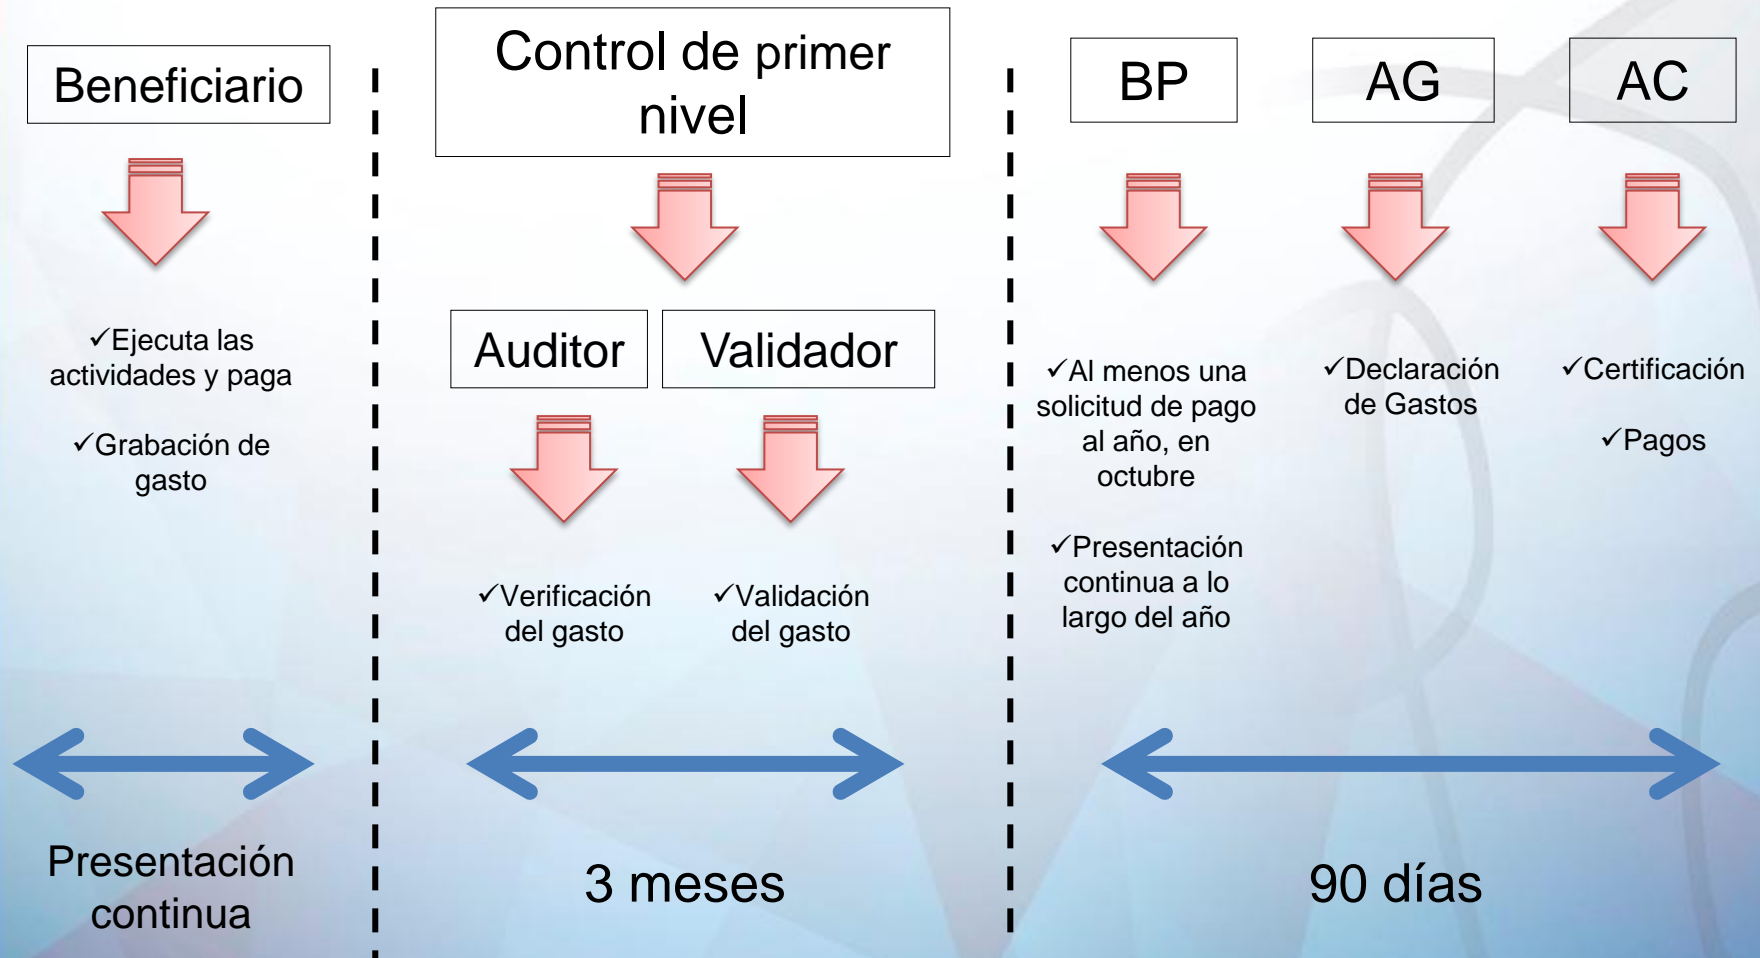 Beneficiario
✓Ejecuta las
actividades y paga
✓Grabación de
gasto
Presentación
continua
Control de primer
nivel
Auditor
✓Verificación
del gasto
Validador
✓Validación
del gasto
3 meses
BP
✓Al menos una
solicitud de pago
al año, en
octubre
✓Presentación
continua a lo
largo del año
AG
✓Declaración
de Gastos
AC
✓Certificación
✓Pagos
90 días